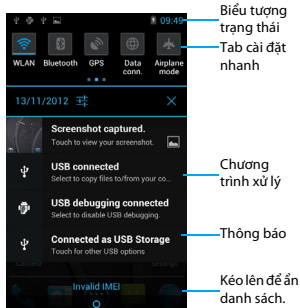 09:49
Biểu tượng
trạng thái
Tab cài đặt
nhanh
WLAN Bluetooth GPS Data conn. Airplane mode
13/11/2012
Screenshot captured.
Touch to view your screenshot.
USB connected
Select to copy files to/from your co...
Chương
trình xử lý
USB debugging connected
Select to disable USB debugging.
Connected as USB Storage
Touch for other USB options
Thông báo
Invalid IMEI
Kéo lên để ẩn
danh sách.